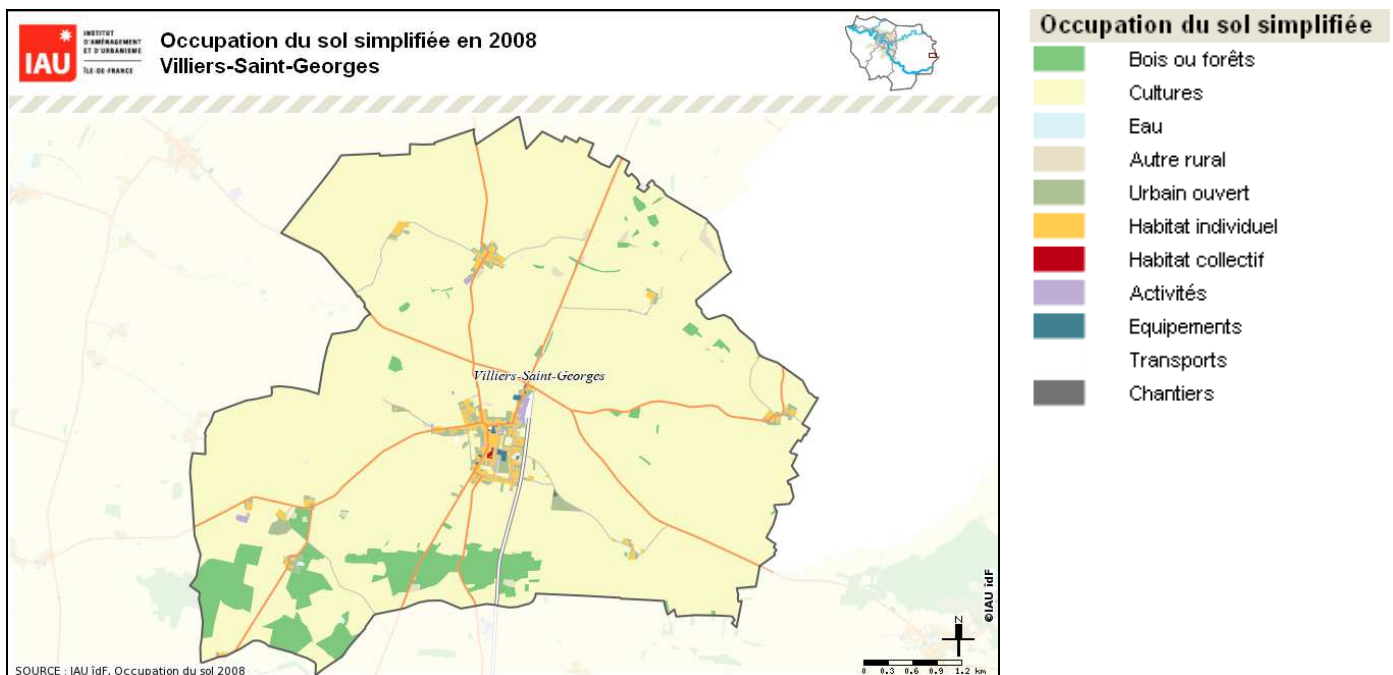 INSTITUT
D'AMÉNAGEMENT
ET D'URBANISME
IAU
ÎLE-DE-FRANCE
Occupation du sol simplifiée en 2008
Villiers-Saint-Georges
Villiers-Saint-Georges
©IAU îdF
N
0 0.3 0.6 0.9 1.2 km
SOURCE : IAU îdF, Occupation du sol 2008
Occupation du sol simplifiée
Bois ou forêts
Cultures
Eau
Autre rural
Urbain ouvert
Habitat individuel
Habitat collectif
Activités
Equipements
Transports
Chantiers